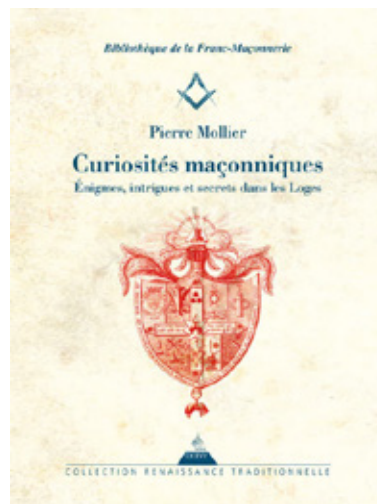 Bibliothèque de la Franc-Maçonnerie
Pierre Mollier
Curiosités maçonniques
Énigmes, intrigues et secrets dans les Loges
COLLECTION RENAISSANCE TRADITIONNELLE